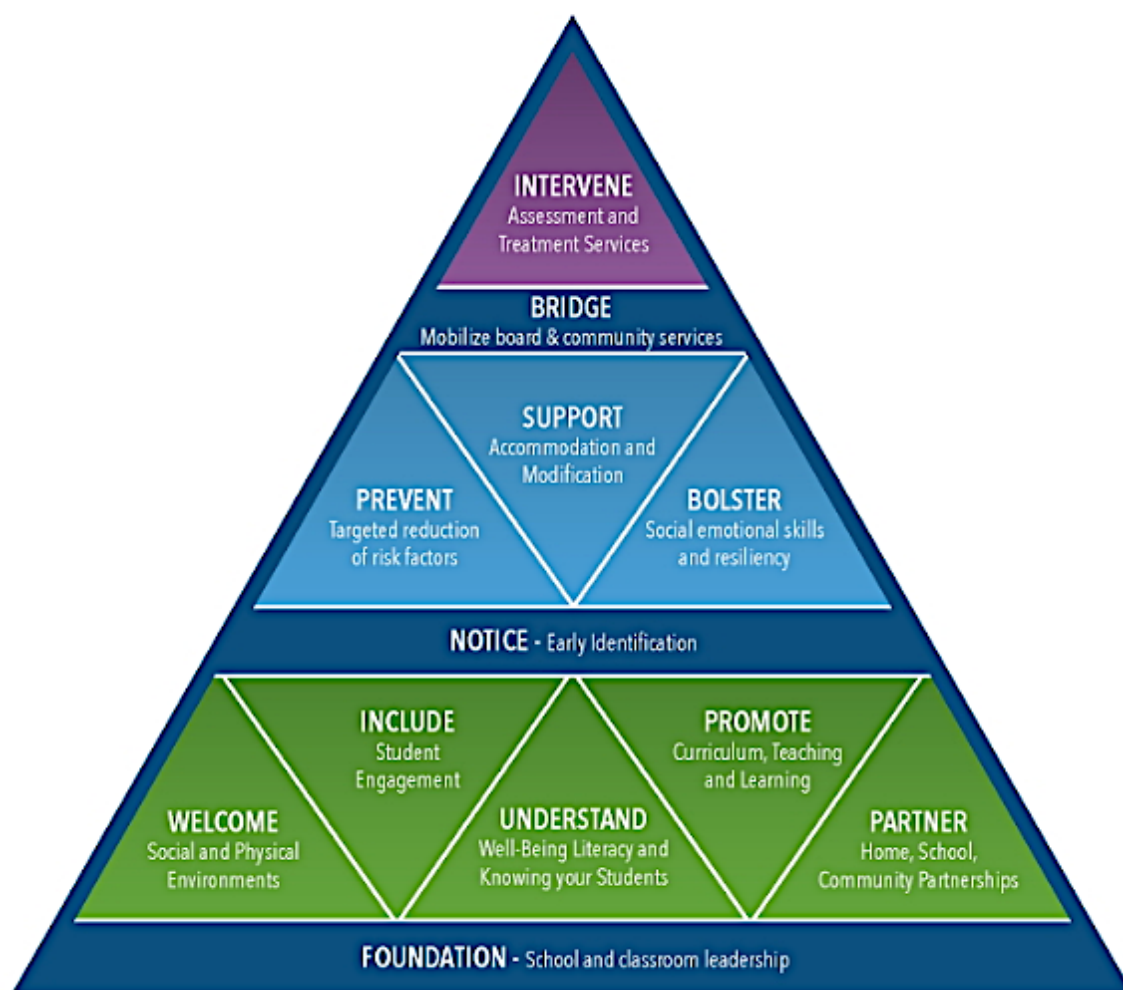 INTERVENE
Assessment and
Treatment Services
BRIDGE
Mobilize board & community services
SUPPORT
Accommodation and
Modification
PREVENT
Targeted reduction
of risk factors
BOLSTER
Social emotional skills
and resiliency
NOTICE - Early Identification
INCLUDE
Student
Engagement
PROMOTE
Curriculum, Teaching
and Learning
WELCOME
Social and Physical
Environments
UNDERSTAND
Well-Being Literacy and
Knowing your Students
PARTNER
Home, School,
Community Partnerships
FOUNDATION - School and classroom leadership